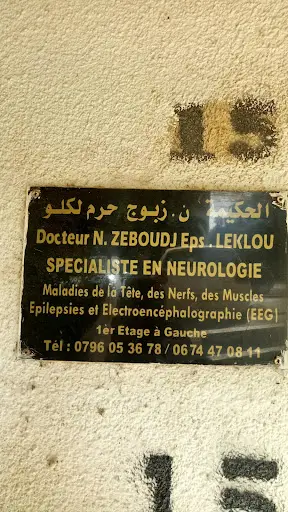 15
الحكيمة ن. زبوج حرم لكلو
Docteur N. ZEBOUDJ Eps. LEKLOU
SPECIALISTE EN NEUROLOGIE
Maladies de la Tête, des Nerfs, des Muscles
Epilepsies et Electroencéphalographie (EEG)
1er Etage à Gauche
Tél : 0796 05 36 78 / 0674 47 08 11
15